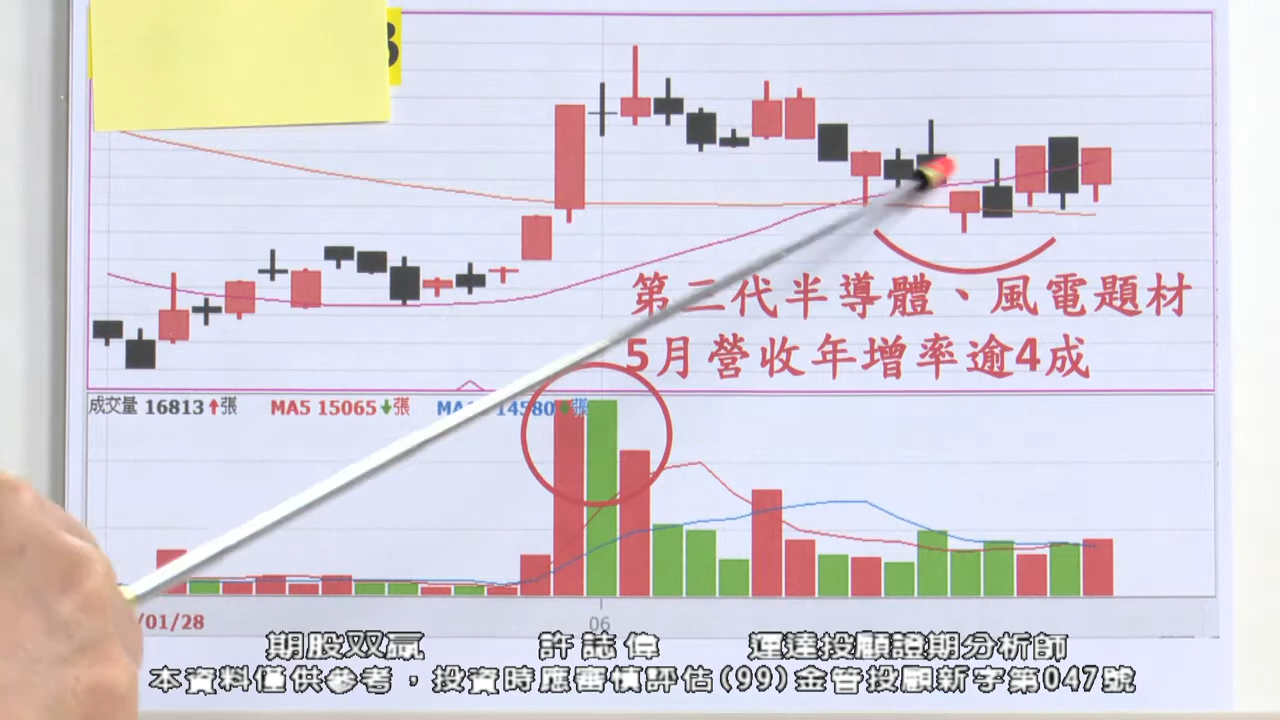 第二代半導體、風電題材
5月營收年增率逾4成
成交量 16813↑張 MA5 15065↓張 14580↓張
/01/28
06
期股双贏 許誌偉 運達投顧證期分析師
本資料僅供參考，投資時應審慎評估(99)金管投顧新字第047號